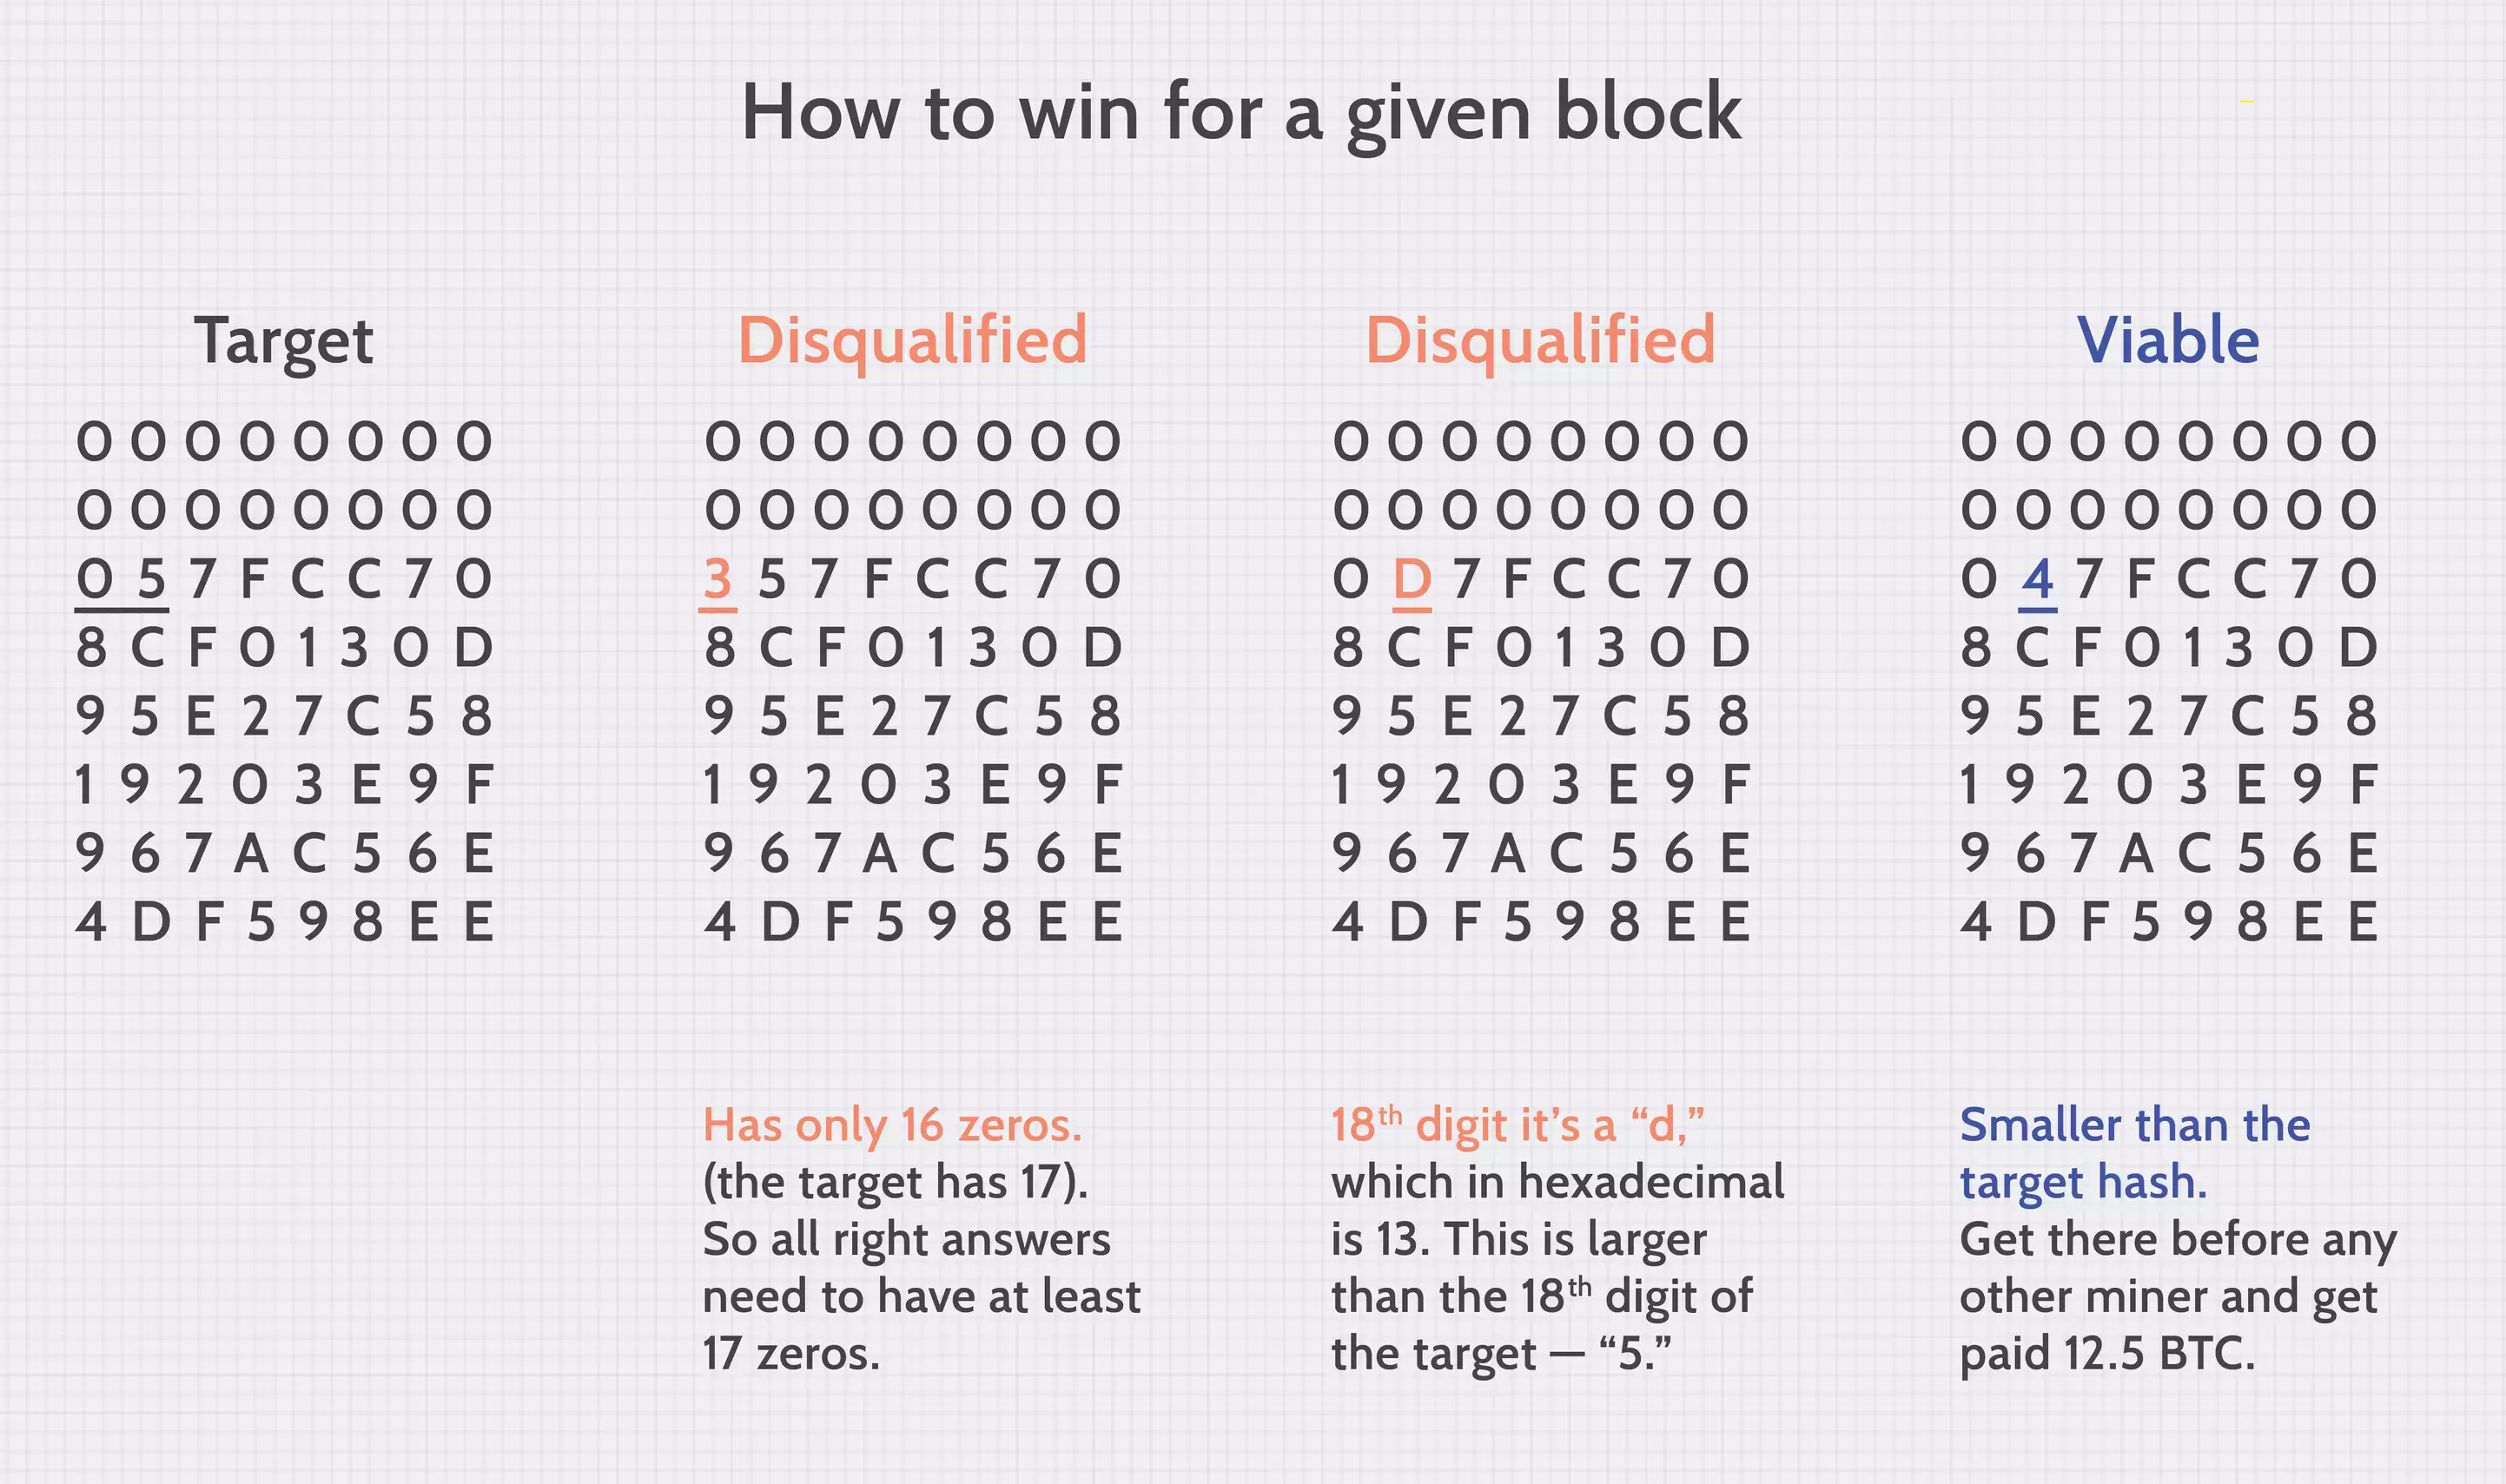 How to win for a given block
Target
0 0 0 0 0 0 0 0
0 0 0 0 0 0 0 0
0 5 7 F C C 7 0
8 C F 0 1 3 0 D
9 5 E 2 7 C 5 8
1 9 2 0 3 E 9 F
9 6 7 A C 5 6 E
4 D F 5 9 8 E E
Disqualified
0 0 0 0 0 0 0 0
0 0 0 0 0 0 0 0
3 5 7 F C C 7 0
8 C F 0 1 3 0 D
9 5 E 2 7 C 5 8
1 9 2 0 3 E 9 F
9 6 7 A C 5 6 E
4 D F 5 9 8 E E
Has only 16 zeros.
(the target has 17).
So all right answers
need to have at least
17 zeros.
Disqualified
0 0 0 0 0 0 0 0
0 0 0 0 0 0 0 0
0 D 7 F C C 7 0
8 C F 0 1 3 0 D
9 5 E 2 7 C 5 8
1 9 2 0 3 E 9 F
9 6 7 A C 5 6 E
4 D F 5 9 8 E E
18th digit it’s a “d,”
which in hexadecimal
is 13. This is larger
than the 18th digit of
the target — “5.”
Viable
0 0 0 0 0 0 0 0
0 0 0 0 0 0 0 0
0 4 7 F C C 7 0
8 C F 0 1 3 0 D
9 5 E 2 7 C 5 8
1 9 2 0 3 E 9 F
9 6 7 A C 5 6 E
4 D F 5 9 8 E E
Smaller than the
target hash.
Get there before any
other miner and get
paid 12.5 BTC.